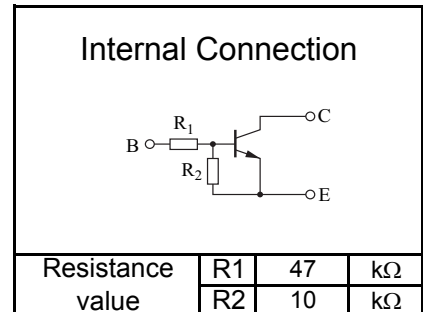 Internal Connection
R1
C
B
R2
E
Resistance value R1 47 kΩ
R2 10 kΩ